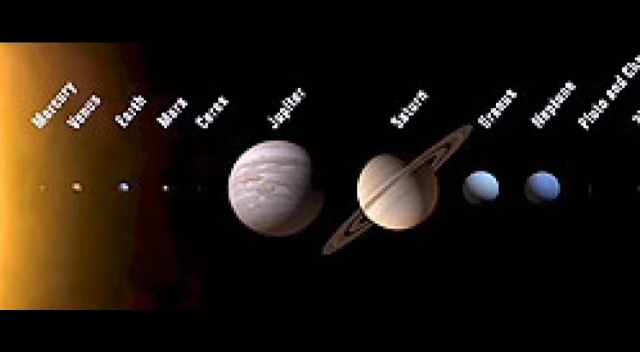 Mercury
Venus
Earth
Mars
Ceres
Jupiter
Saturn
Uranus
Neptune
Pluto and